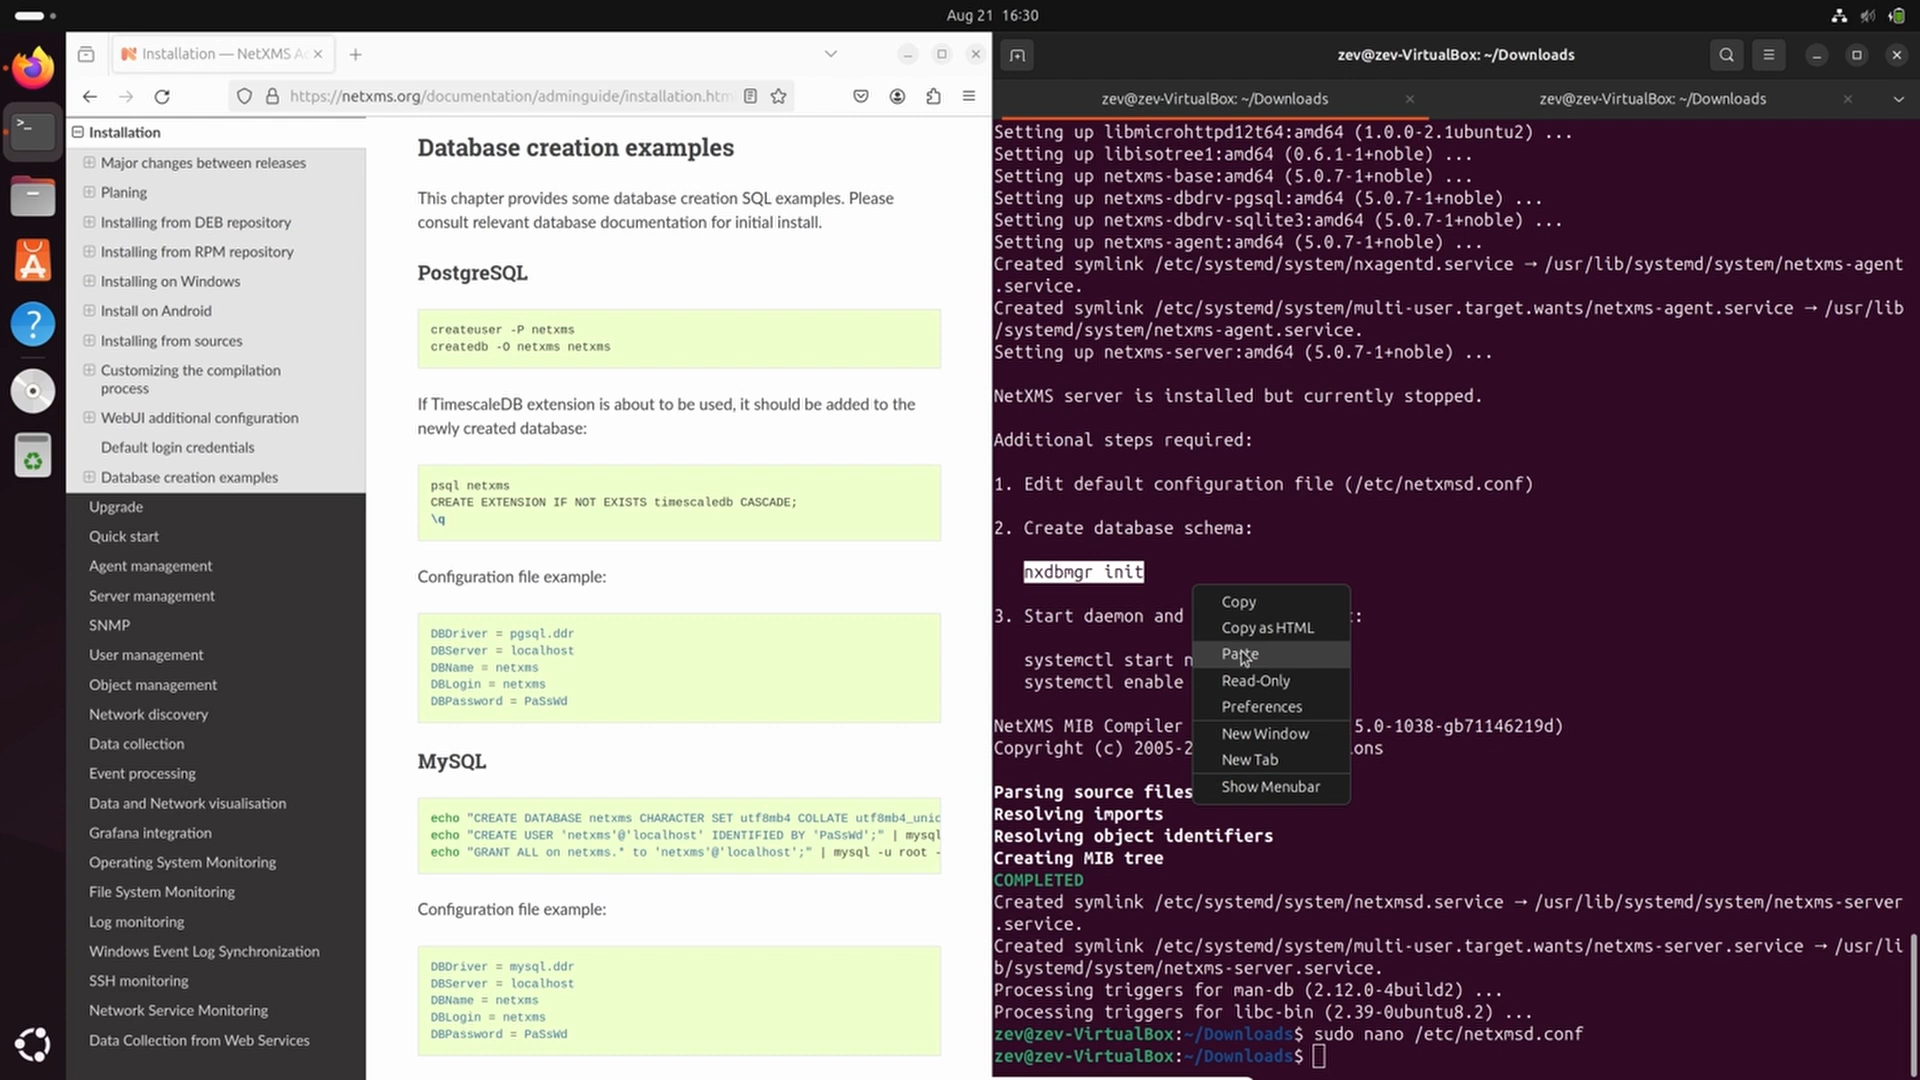 Aug 21 16:30
Installation — NetXMS A
https://netxms.org/documentation/adminguide/installation.htm
Installation
Major changes between releases
Planing
Installing from DEB repository
Installing from RPM repository
Installing on Windows
Install on Android
Installing from sources
Customizing the compilation
process
WebUI additional configuration
Default login credentials
Database creation examples
Upgrade
Quick start
Agent management
Server management
SNMP
User management
Object management
Network discovery
Data collection
Event processing
Data and Network visualisation
Grafana integration
Operating System Monitoring
File System Monitoring
Log monitoring
Windows Event Log Synchronization
SSH monitoring
Network Service Monitoring
Data Collection from Web Services
Database creation examples
This chapter provides some database creation SQL examples. Please
consult relevant database documentation for initial install.
PostgreSQL
createuser -P netxms
createdb -O netxms netxms
If TimescaleDB extension is about to be used, it should be added to the
newly created database:
psql netxms
CREATE EXTENSION IF NOT EXISTS timescaledb CASCADE;
\q
Configuration file example:
DBDriver = pgsql.ddr
DBServer = localhost
DBName = netxms
DBLogin = netxms
DBPassword = PaSsWd
MySQL
echo "CREATE DATABASE netxms CHARACTER SET utf8mb4 COLLATE utf8mb4_unic
echo "CREATE USER 'netxms'@'localhost' IDENTIFIED BY 'PaSsWd';" | mysql
echo "GRANT ALL on netxms.* to 'netxms'@'localhost';" | mysql -u root -
Configuration file example:
DBDriver = mysql.ddr
DBServer = localhost
DBName = netxms
DBLogin = netxms
DBPassword = PaSsWd
zev@zev-VirtualBox: ~/Downloads
zev@zev-VirtualBox: ~/Downloads
zev@zev-VirtualBox: ~/Downloads
Setting up libmicrohttpd12t64:amd64 (1.0.0-2.1ubuntu2) ...
Setting up libisotree1:amd64 (0.6.1-1+noble) ...
Setting up netxms-base:amd64 (5.0.7-1+noble) ...
Setting up netxms-dbdrv-pgsql:amd64 (5.0.7-1+noble) ...
Setting up netxms-dbdrv-sqlite3:amd64 (5.0.7-1+noble) ...
Setting up netxms-agent:amd64 (5.0.7-1+noble) ...
Created symlink /etc/systemd/system/nxagentd.service → /usr/lib/systemd/system/netxms-agent
.service.
Created symlink /etc/systemd/system/multi-user.target.wants/netxms-agent.service → /usr/lib
/systemd/system/netxms-agent.service.
Setting up netxms-server:amd64 (5.0.7-1+noble) ...
NetXMS server is installed but currently stopped.
Additional steps required:
1. Edit default configuration file (/etc/netxmsd.conf)
2. Create database schema:
nxdbmgr init
3. Start daemon and t:
systemctl start n
systemctl enable
NetXMS MIB Compiler 5.0-1038-gb71146219d)
Copyright (c) 2005-2 ons
Parsing source files
Resolving imports
Resolving object identifiers
Creating MIB tree
COMPLETED
Created symlink /etc/systemd/system/netxmsd.service → /usr/lib/systemd/system/netxms-server
.service.
Created symlink /etc/systemd/system/multi-user.target.wants/netxms-server.service → /usr/li
b/systemd/system/netxms-server.service.
Processing triggers for man-db (2.12.0-4build2) ...
Processing triggers for libc-bin (2.39-0ubuntu8.2) ...
zev@zev-VirtualBox:~/Downloads$ sudo nano /etc/netxmsd.conf
zev@zev-VirtualBox:~/Downloads$
Copy
Copy as HTML
Paste
Read-Only
Preferences
New Window
New Tab
Show Menubar